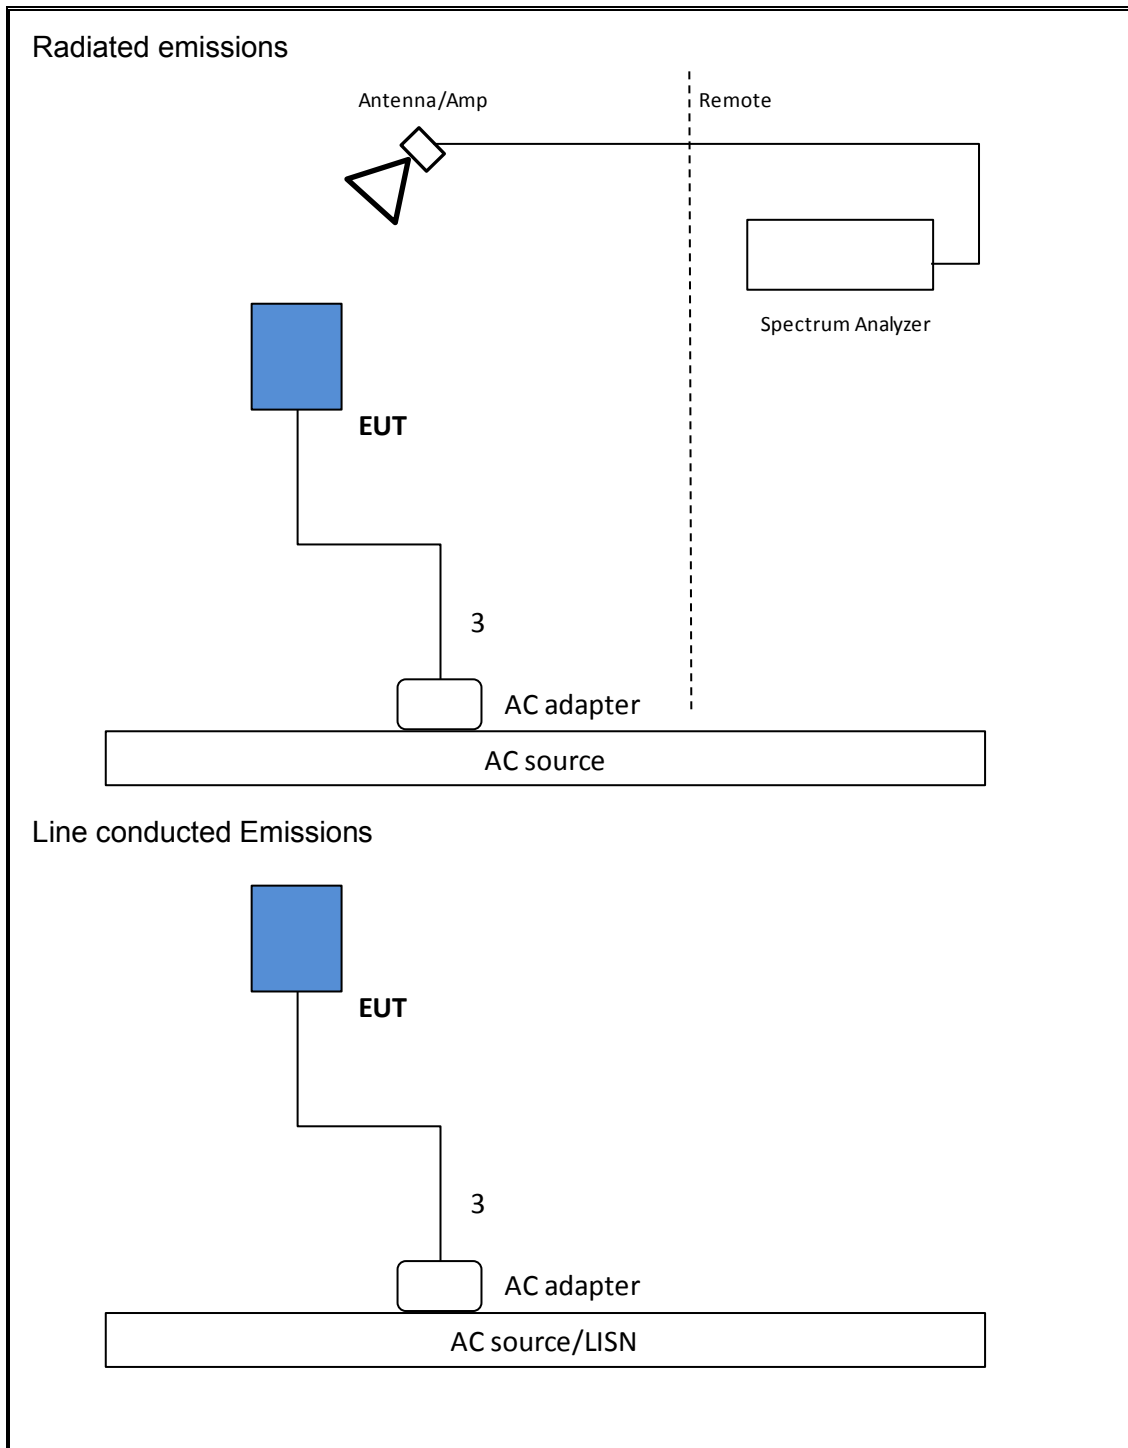 Radiated emissions
Antenna/Amp
Remote
Spectrum Analyzer
EUT
3
AC adapter
AC source
Line conducted Emissions
EUT
3
AC adapter
AC source/LISN